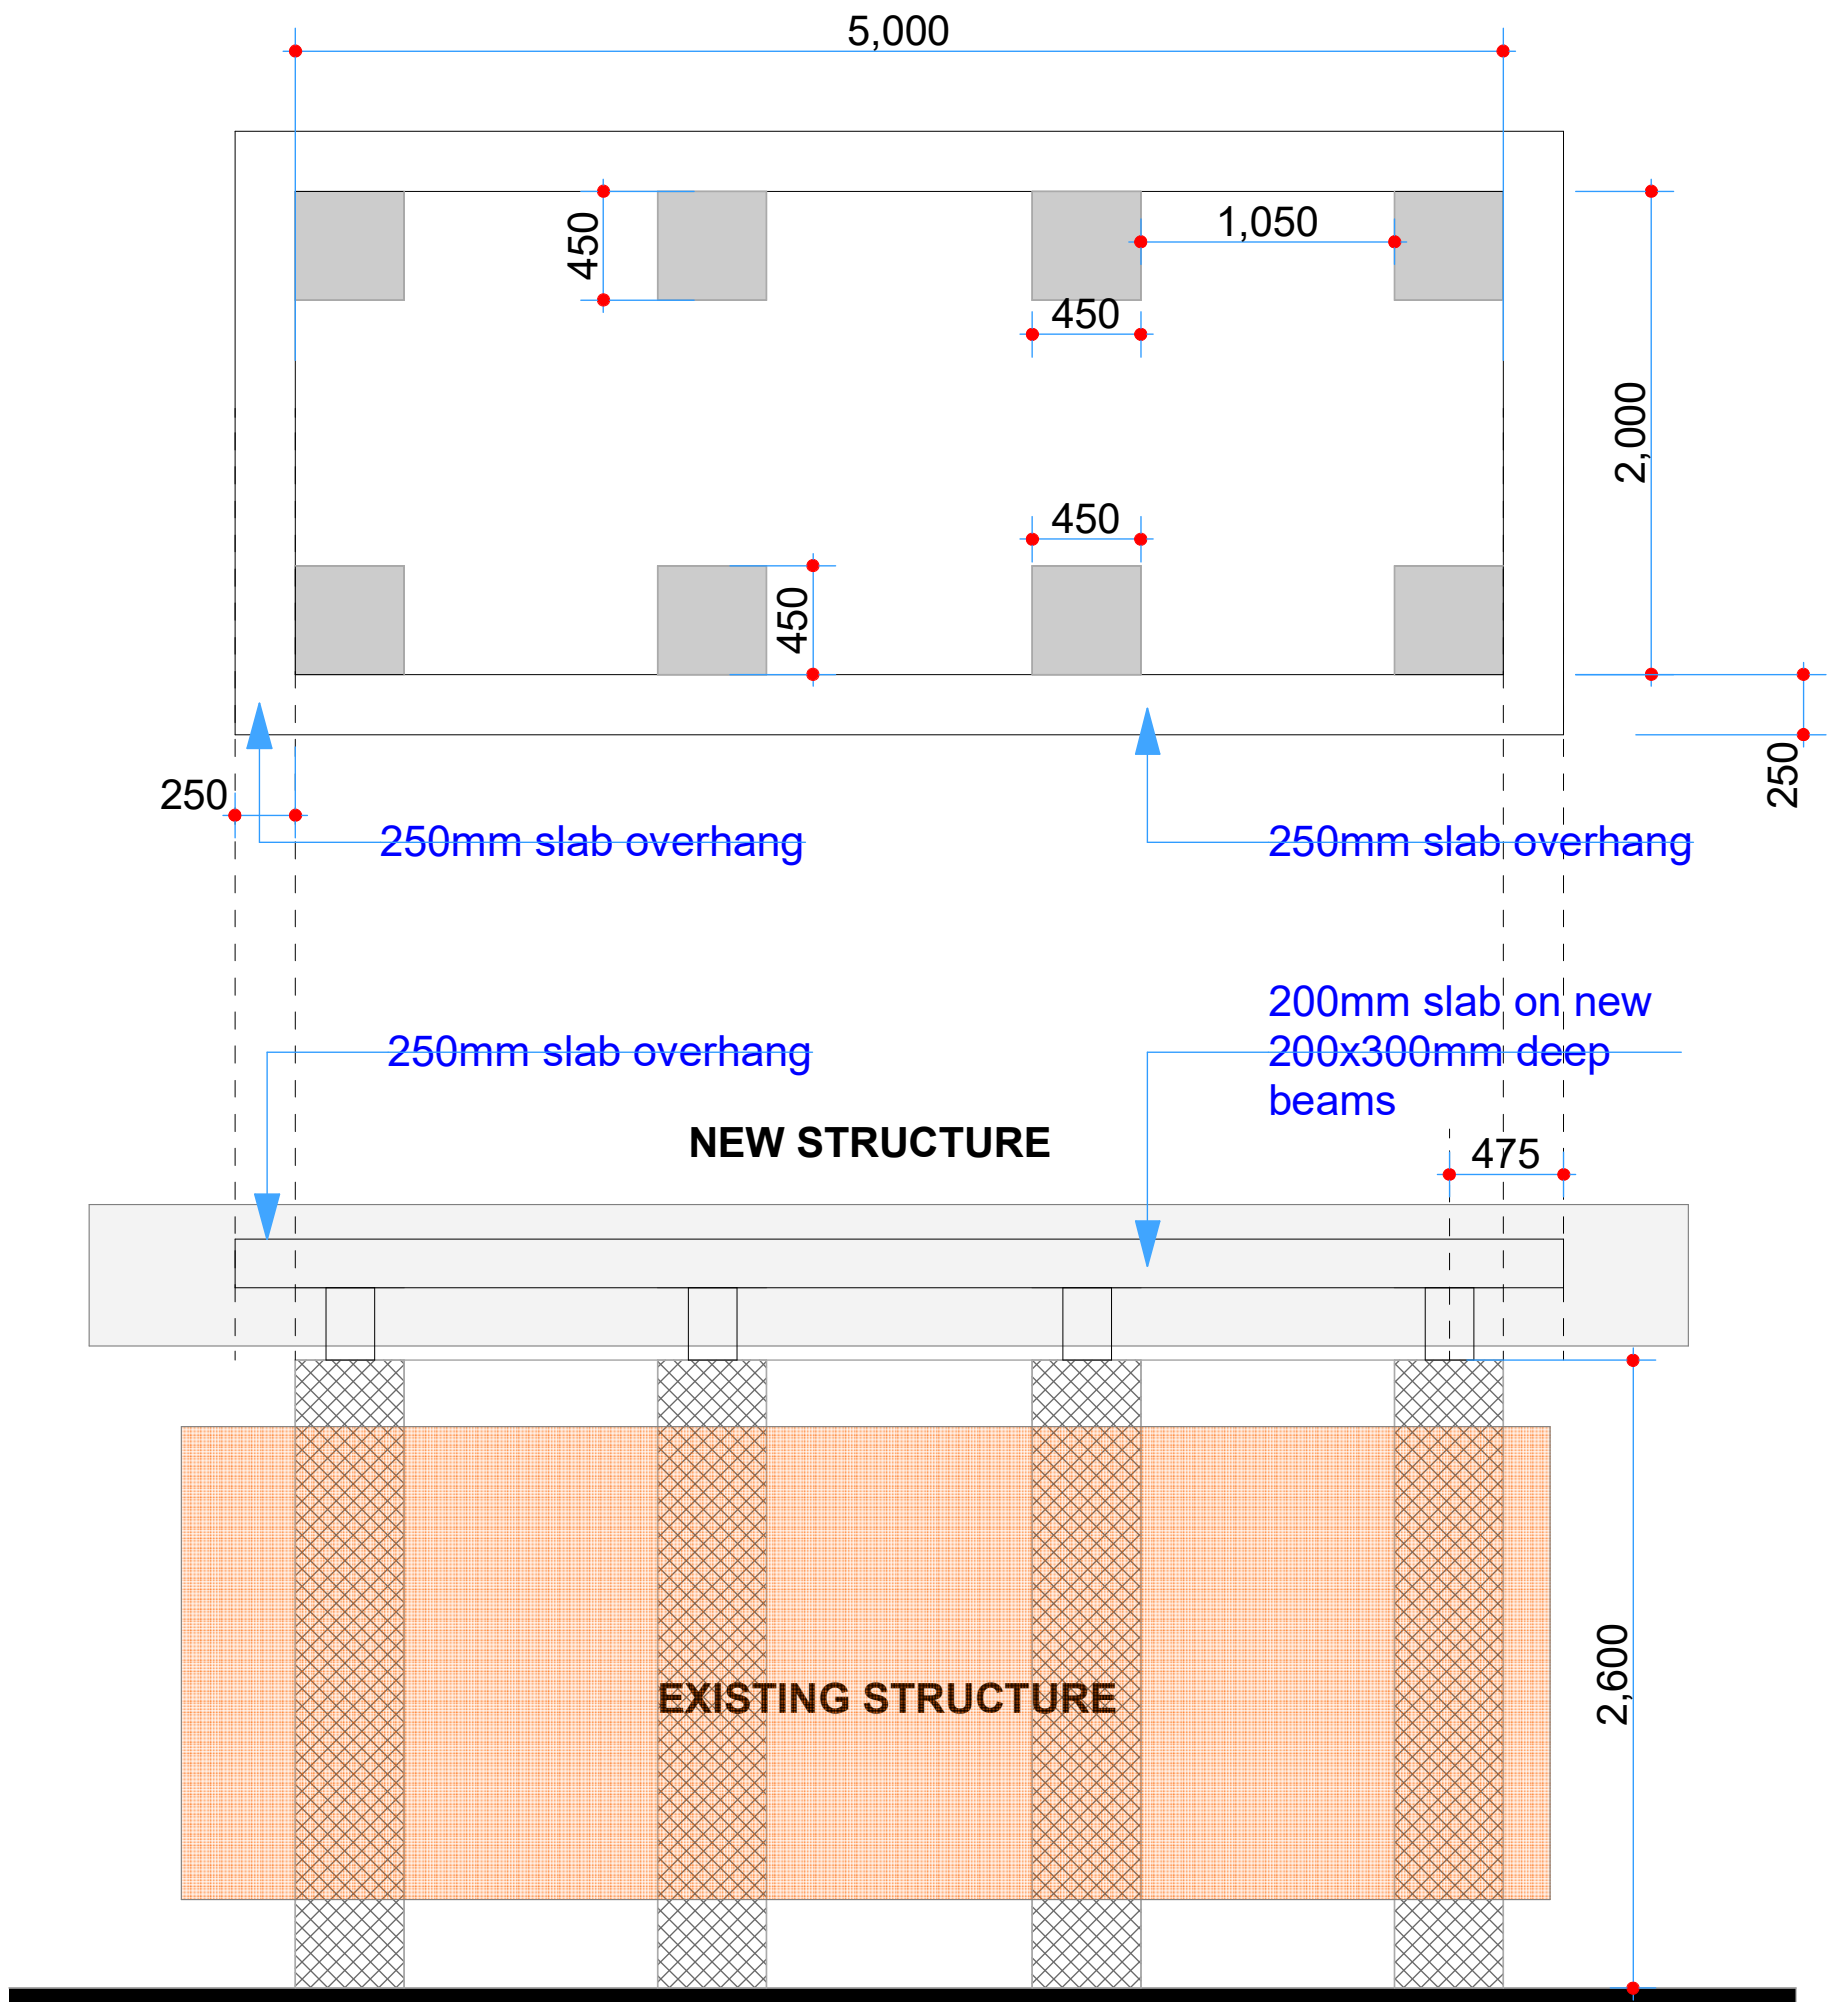 5,000
450
1,050
450
2,000
450
450
250
250
250mm slab overhang
250mm slab overhang
200mm slab on new
250mm slab overhang
200x300mm deep
beams
NEW STRUCTURE
475
2,600
EXISTING STRUCTURE